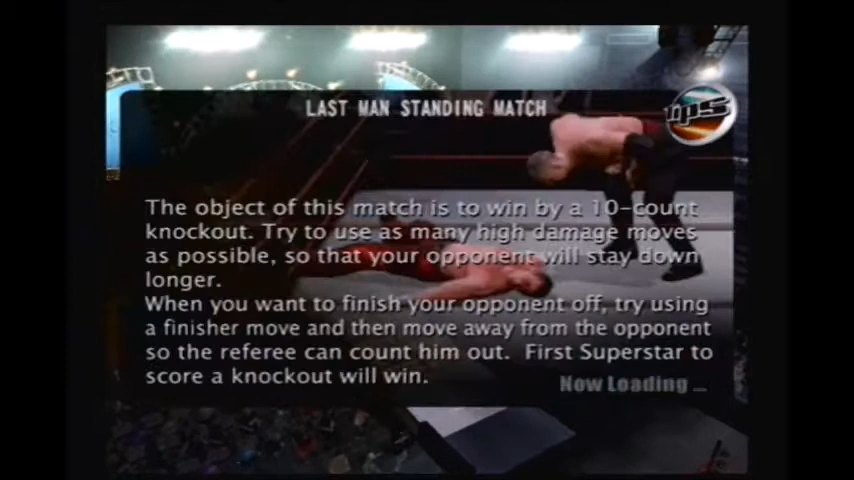 LAST MAN STANDING MATCH
tips
The object of this match is to win by a 10-count
knockout. Try to use as many high damage moves
as possible, so that your opponent will stay down
longer.
When you want to finish your opponent off, try using
a finisher move and then move away from the opponent
so the referee can count him out. First Superstar to
score a knockout will win.
Now Loading ...